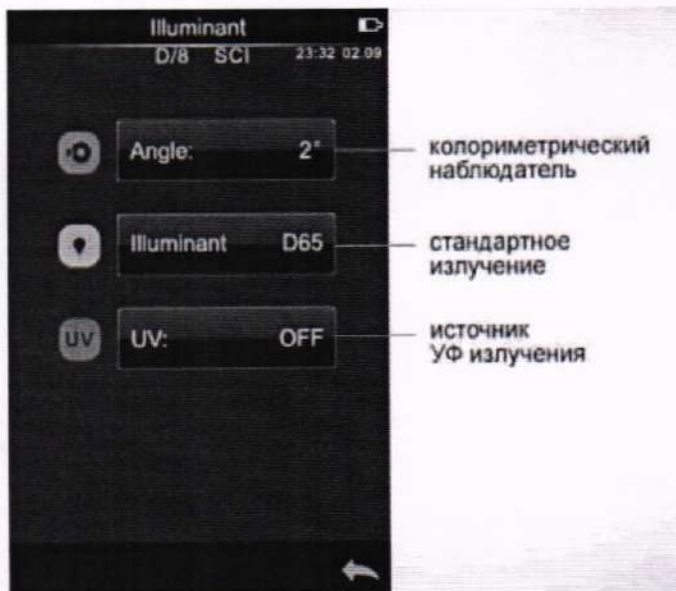 Illuminant
D/8 SCI 23:32 02.09
Angle: 2°
колориметрический
наблюдатель
Illuminant D65
стандартное
излучение
UV UV: OFF
источник
УФ излучения